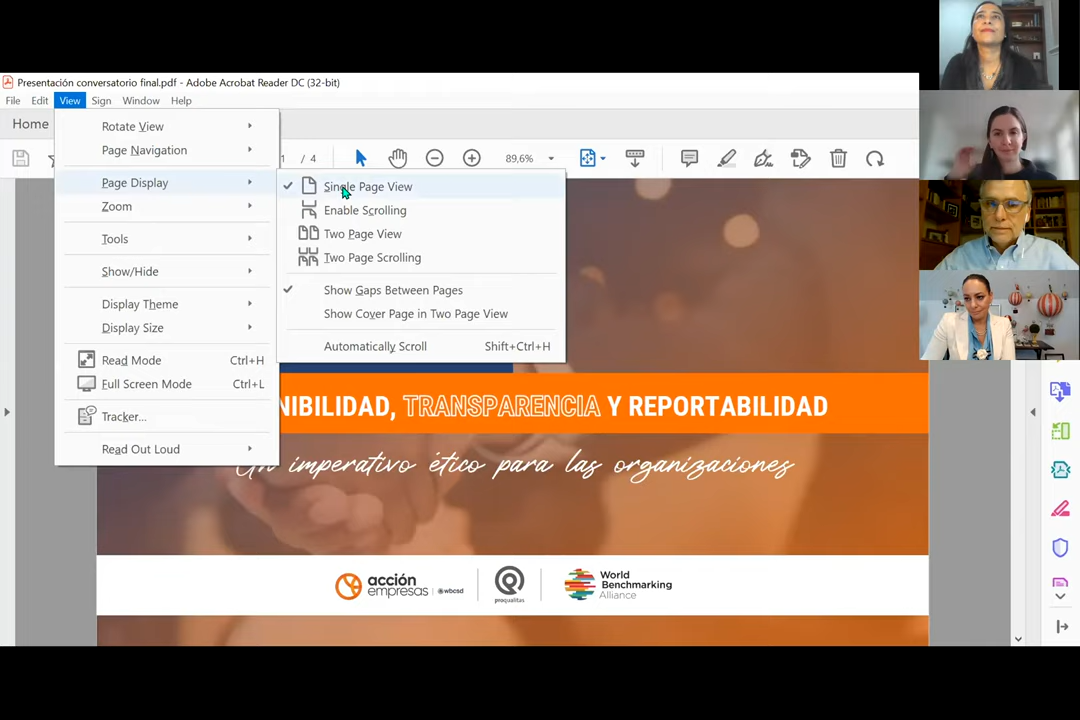 Presentación conversatorio final.pdf - Adobe Acrobat Reader DC (32-bit)
File Edit View Sign Window Help
Home
1 / 4 89,6%
Rotate View
Page Navigation
Page Display
Zoom
Tools
Show/Hide
Display Theme
Display Size
Read Mode Ctrl+H
Full Screen Mode Ctrl+L
Tracker...
Read Out Loud
Single Page View
Enable Scrolling
Two Page View
Two Page Scrolling
Show Gaps Between Pages
Show Cover Page in Two Page View
Automatically Scroll Shift+Ctrl+H
NIBILIDAD, TRANSPARENCIA Y REPORTABILIDAD
Un imperativo ético para las organizaciones
acción
empresas
wbcsd
proqualitas
World
Benchmarking
Alliance